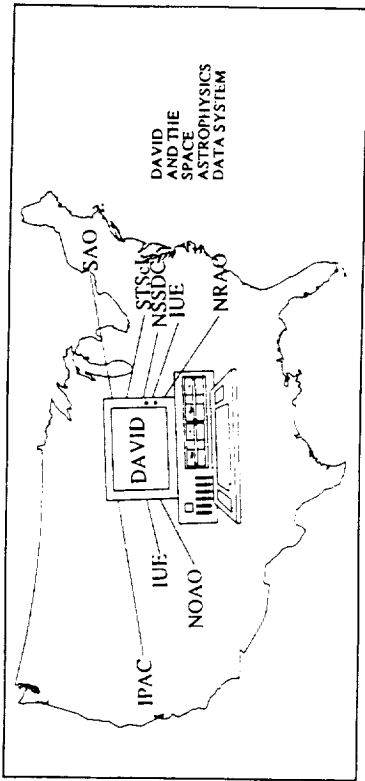 SAO
STScI
NSSDC
IUE
NRAO
DAVID
IPAC
IUE
NOAO
DAVID
AND THE
SPACE
ASTROPHYSICS
DATA SYSTEM